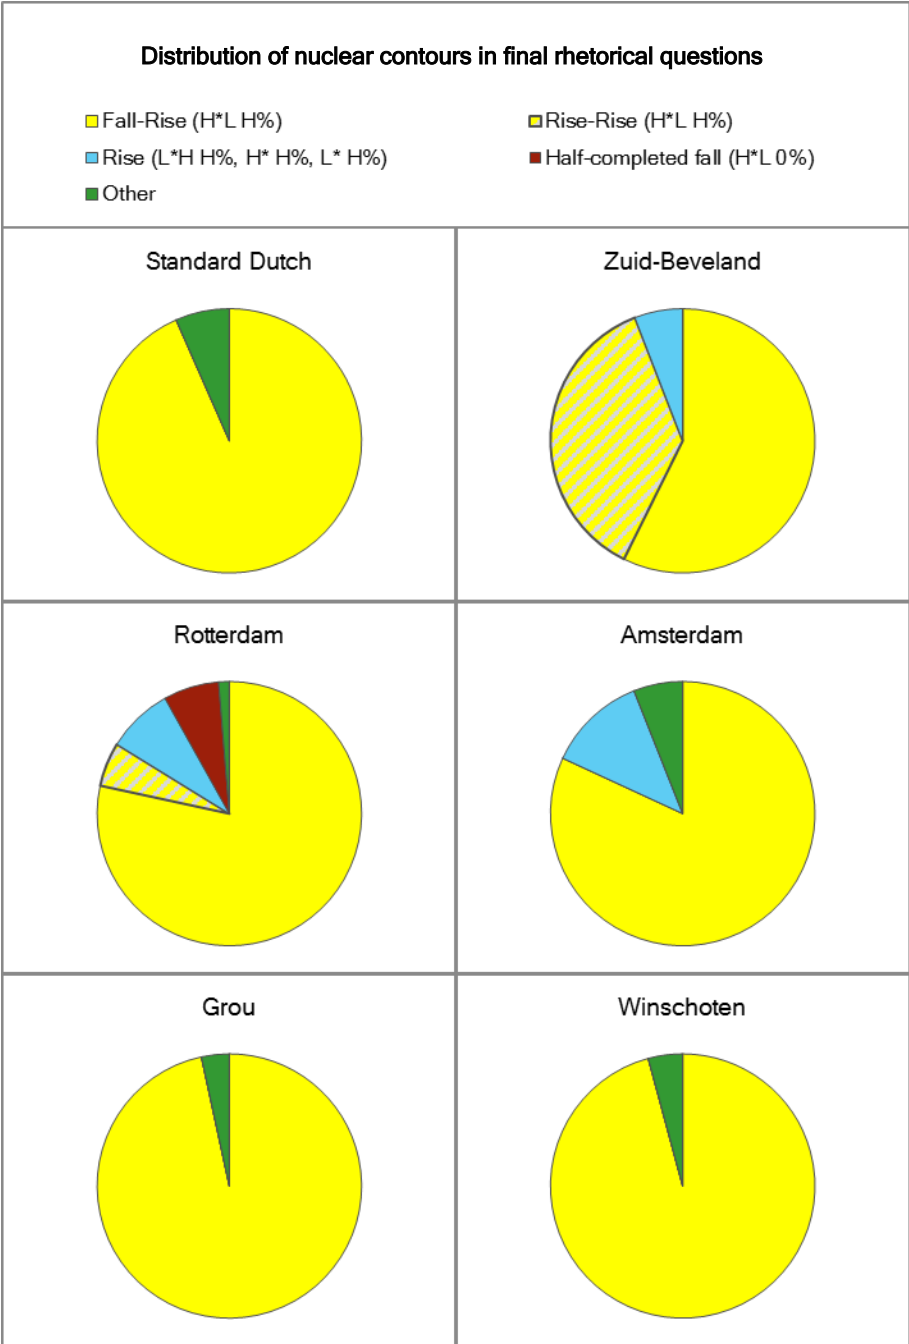 Distribution of nuclear contours in final rhetorical questions
Fall-Rise (H*L H%)
Rise-Rise (H*L H%)
Rise (L*H H%, H* H%, L* H%)
Half-completed fall (H*L 0%)
Other
Standard Dutch
Zuid-Beveland
Rotterdam
Amsterdam
Grou
Winschoten